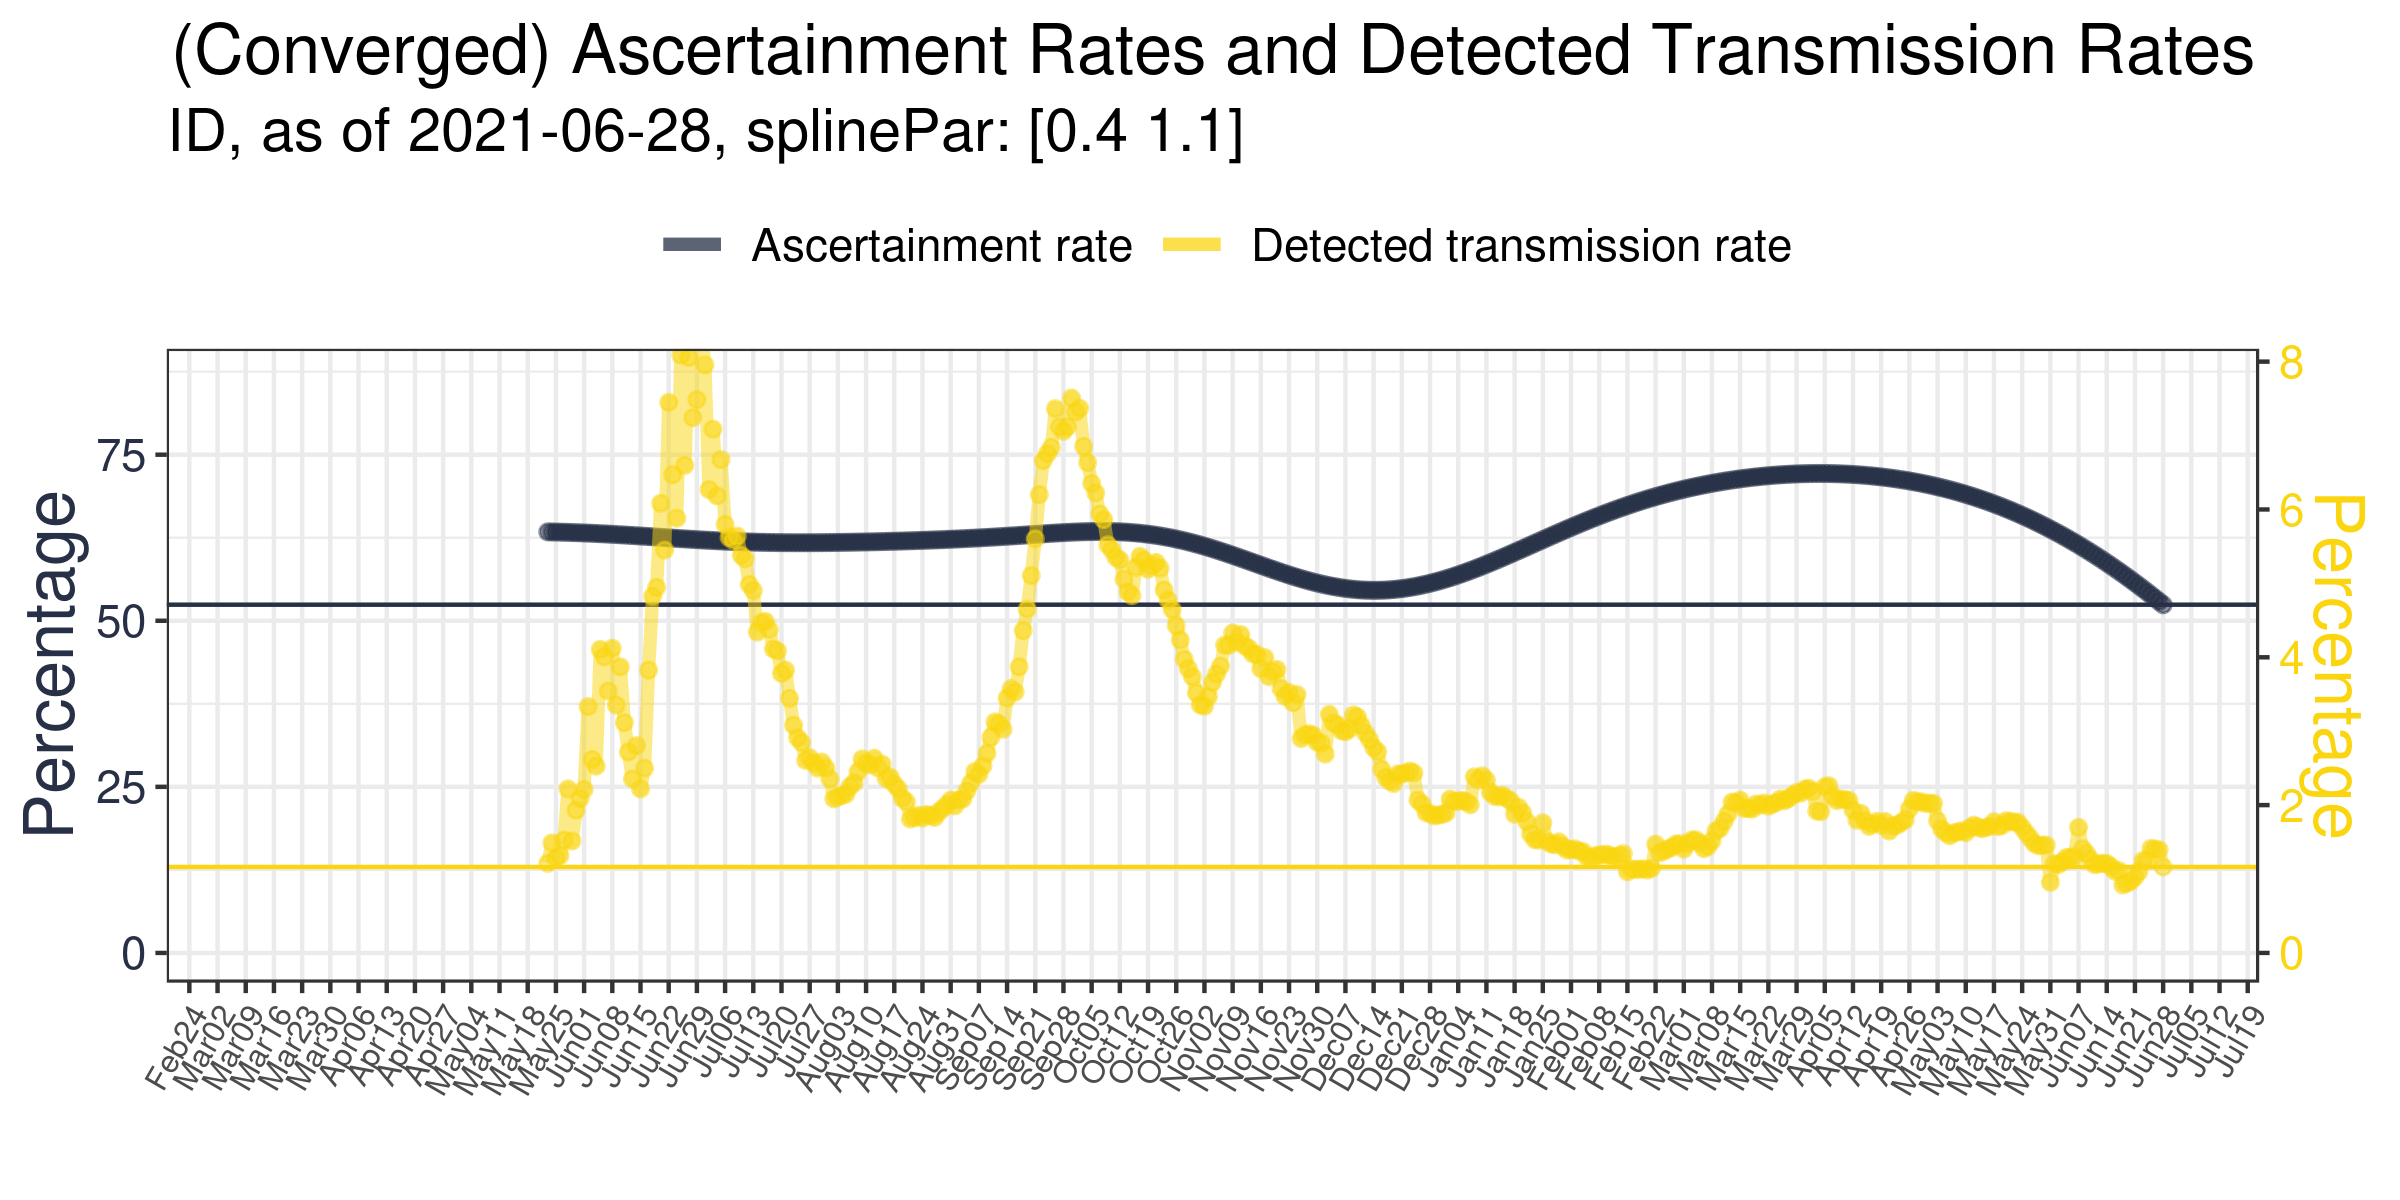 (Converged) Ascertainment Rates and Detected Transmission Rates
ID, as of 2021-06-28, splinePar: [0.4 1.1]
Ascertainment rate
Detected transmission rate
Percentage
75
50
25
0
8
6
4
2
0
Percentage
Feb24
Mar02
Mar09
Mar16
Mar23
Mar30
Apr06
Apr13
Apr20
Apr27
May04
May11
May18
May25
Jun01
Jun08
Jun15
Jun22
Jun29
Jul06
Jul13
Jul20
Jul27
Aug03
Aug10
Aug17
Aug24
Aug31
Sep07
Sep14
Sep21
Sep28
Oct05
Oct12
Oct19
Oct26
Nov02
Nov09
Nov16
Nov23
Nov30
Dec07
Dec14
Dec21
Dec28
Jan04
Jan11
Jan18
Jan25
Feb01
Feb08
Feb15
Feb22
Mar01
Mar08
Mar15
Mar22
Mar29
Apr05
Apr12
Apr19
Apr26
May03
May10
May17
May24
May31
Jun07
Jun14
Jun21
Jun28
Jul05
Jul12
Jul19